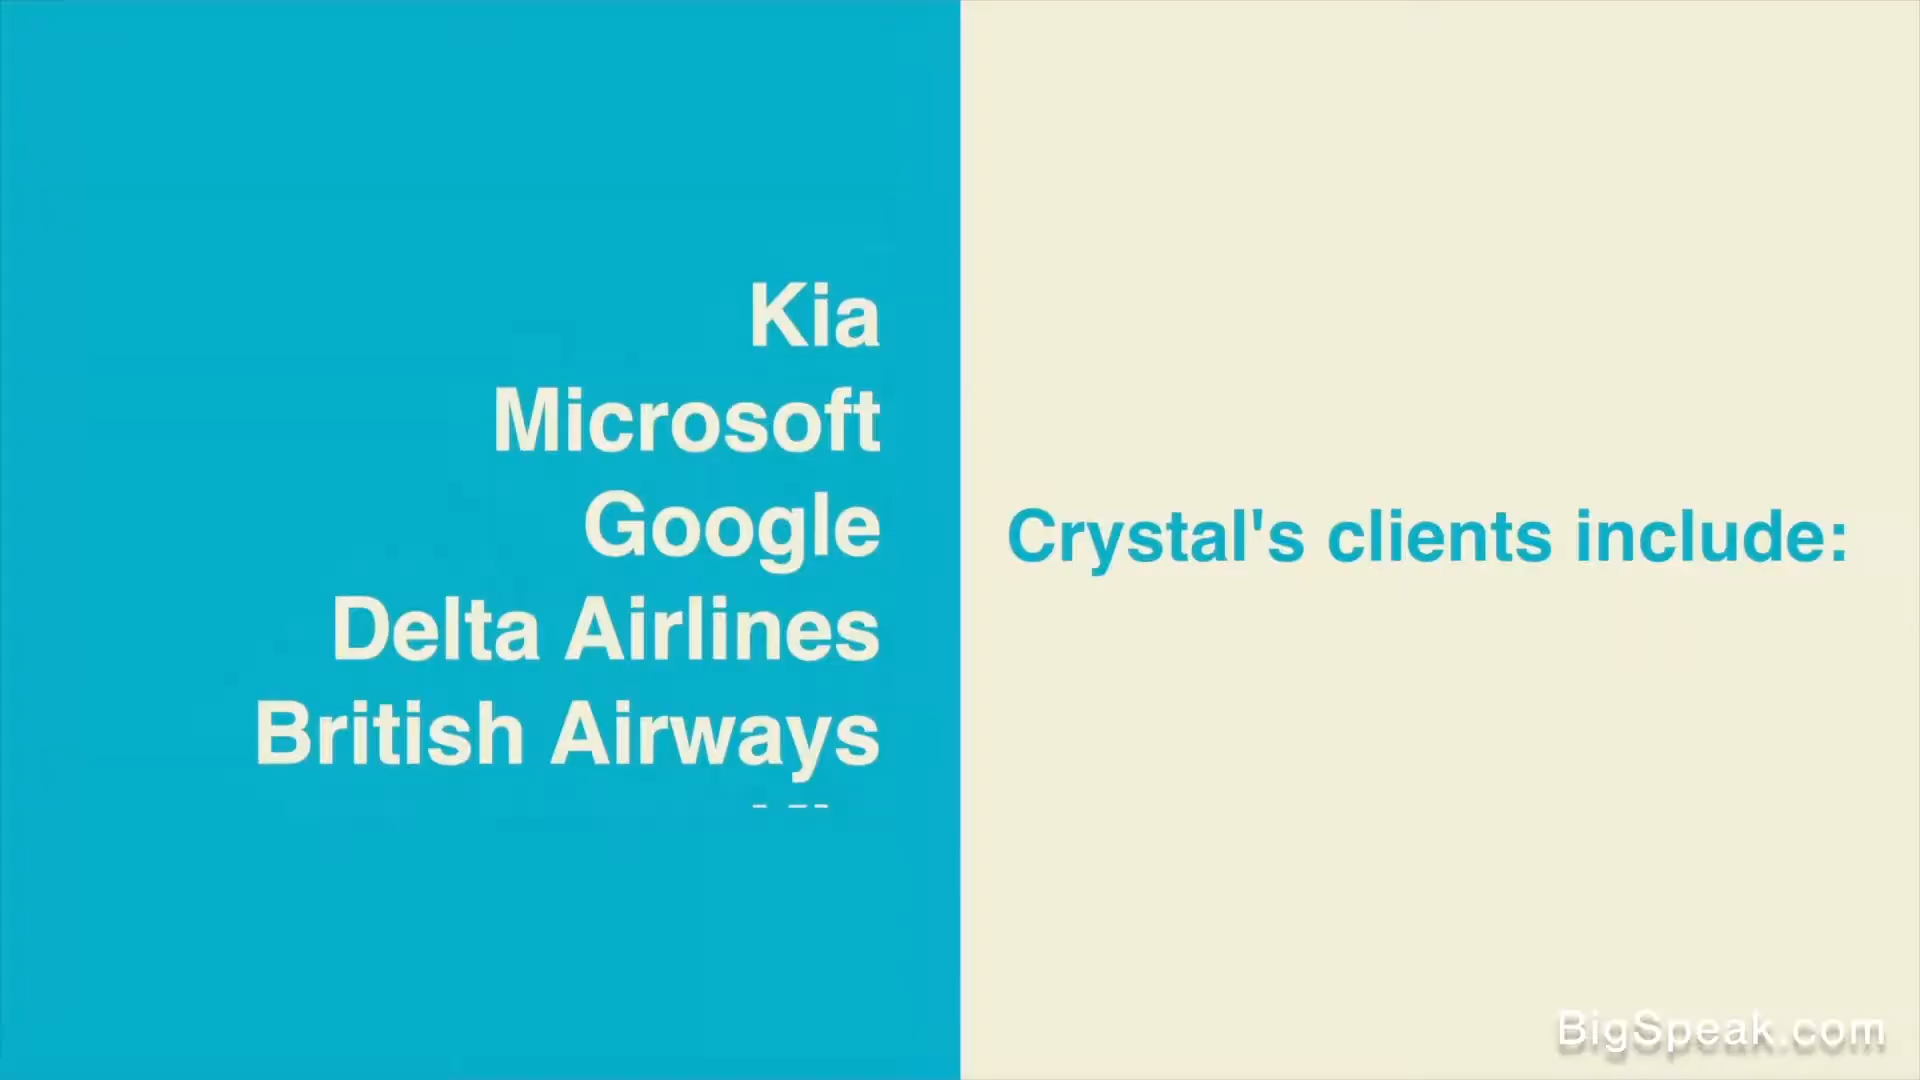 Kia
Microsoft
Google
Delta Airlines
British Airways
Crystal's clients include:
BigSpeak.com